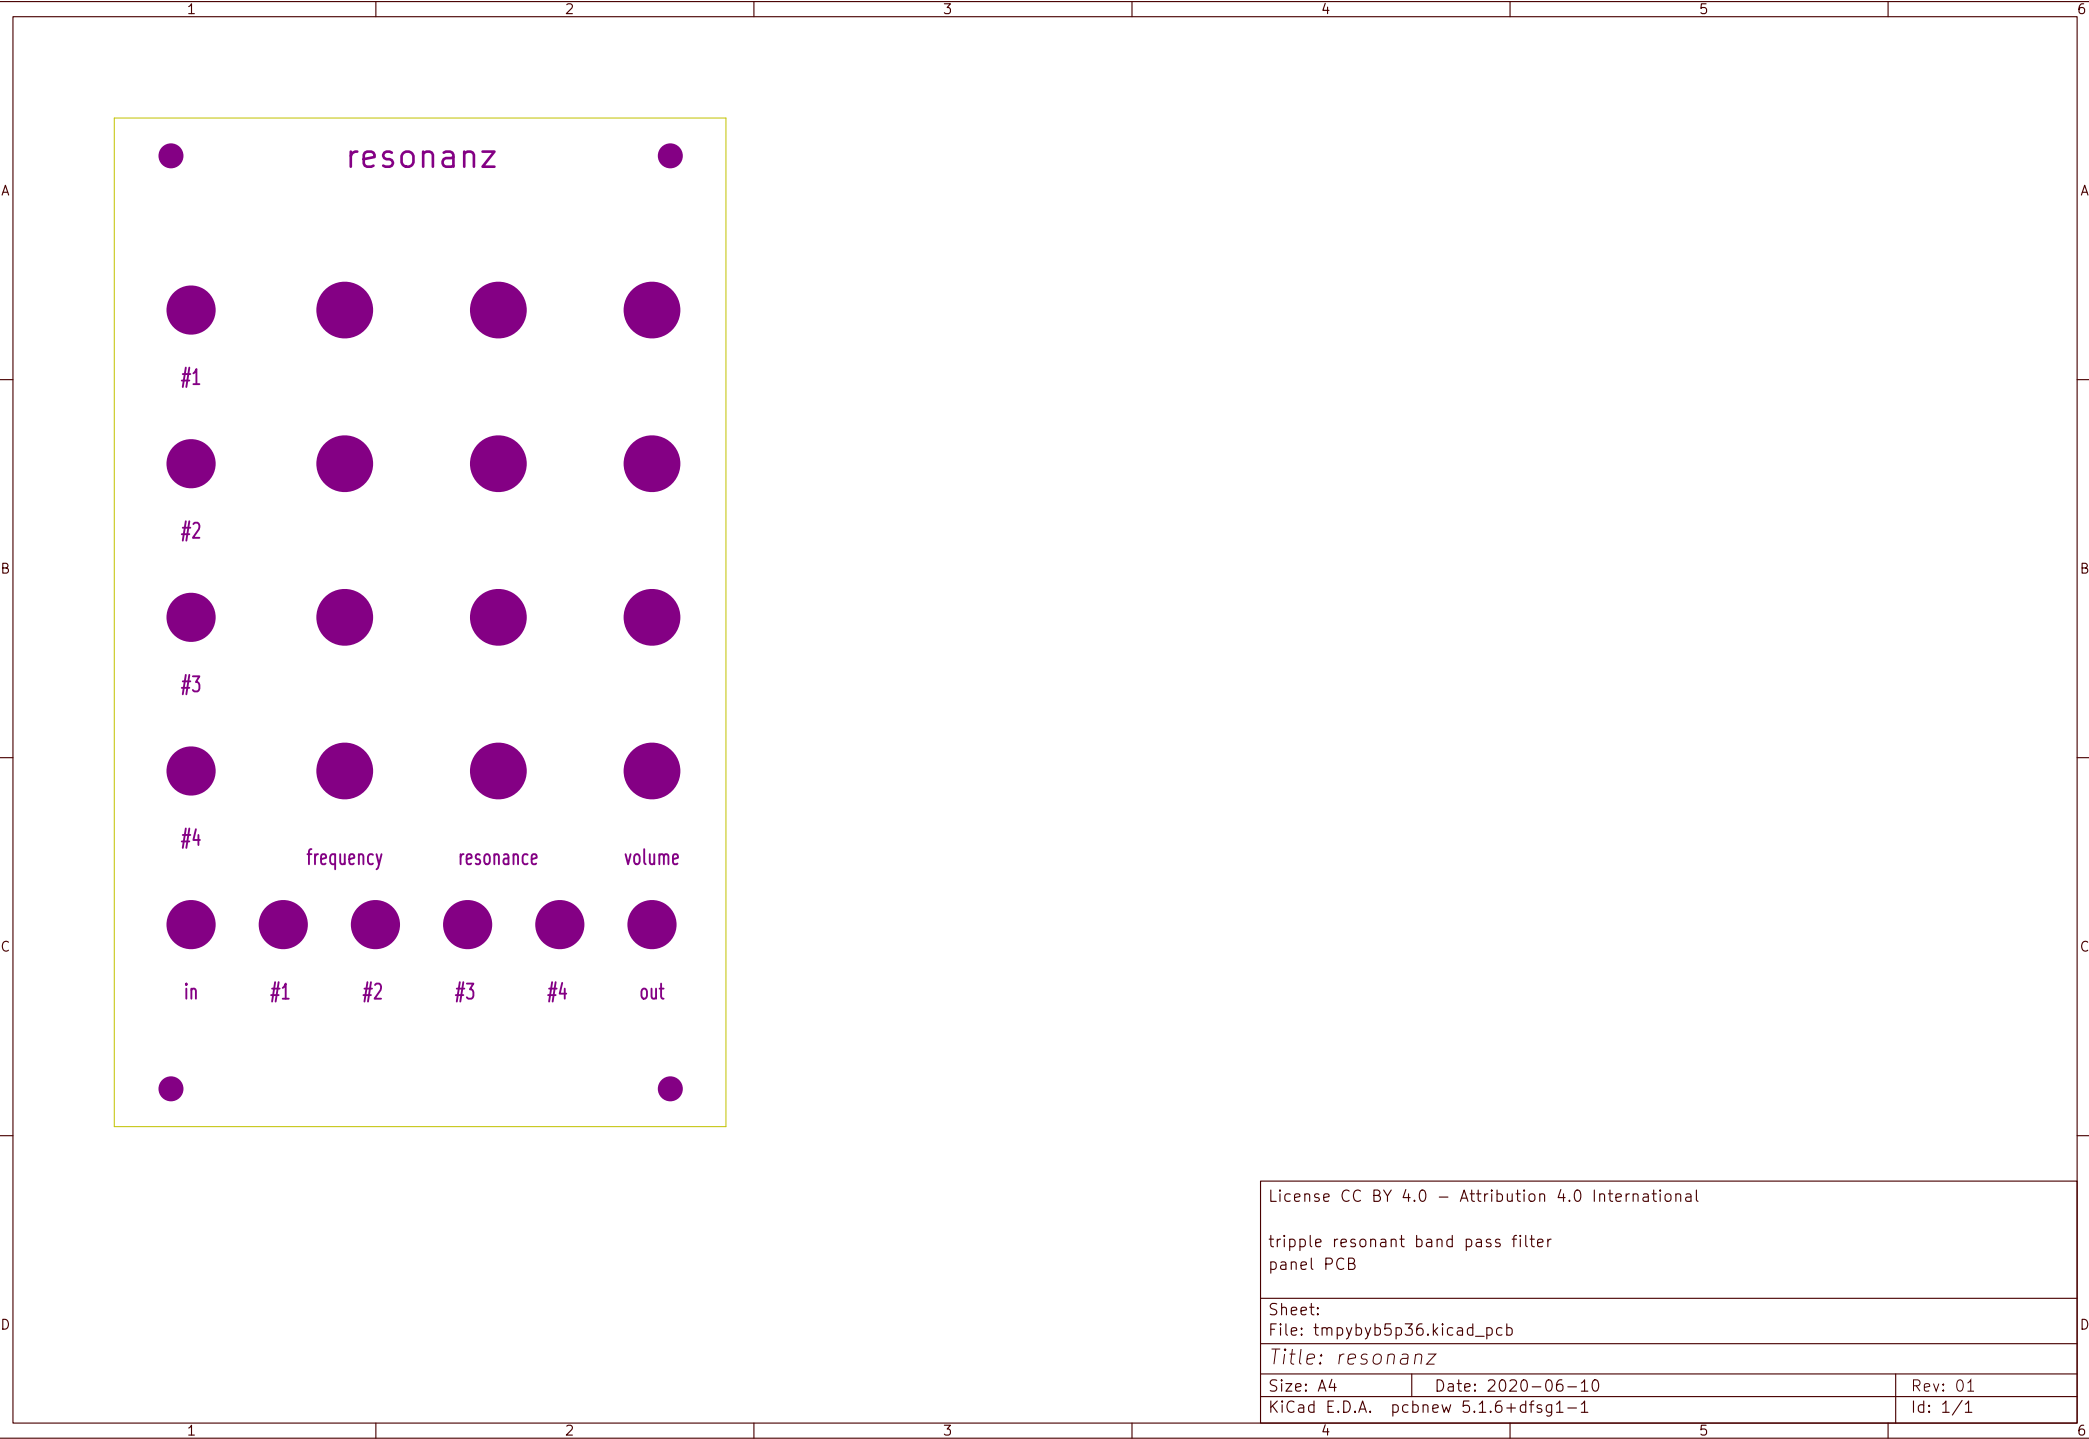 1 2 3 4 5 6
resonanz
A A
#1
#2
B B
#3
#4
frequency resonance volume
C C
in #1 #2 #3 #4 out
License CC BY 4.0 – Attribution 4.0 International
tripple resonant band pass filter
panel PCB
Sheet:
D D
File: tmpybyb5p36.kicad_pcb
Title: resonanz
Size: A4 Date: 2020-06-10 Rev: 01
KiCad E.D.A. pcbnew 5.1.6+dfsg1-1 Id: 1/1
1 2 3 4 5 6